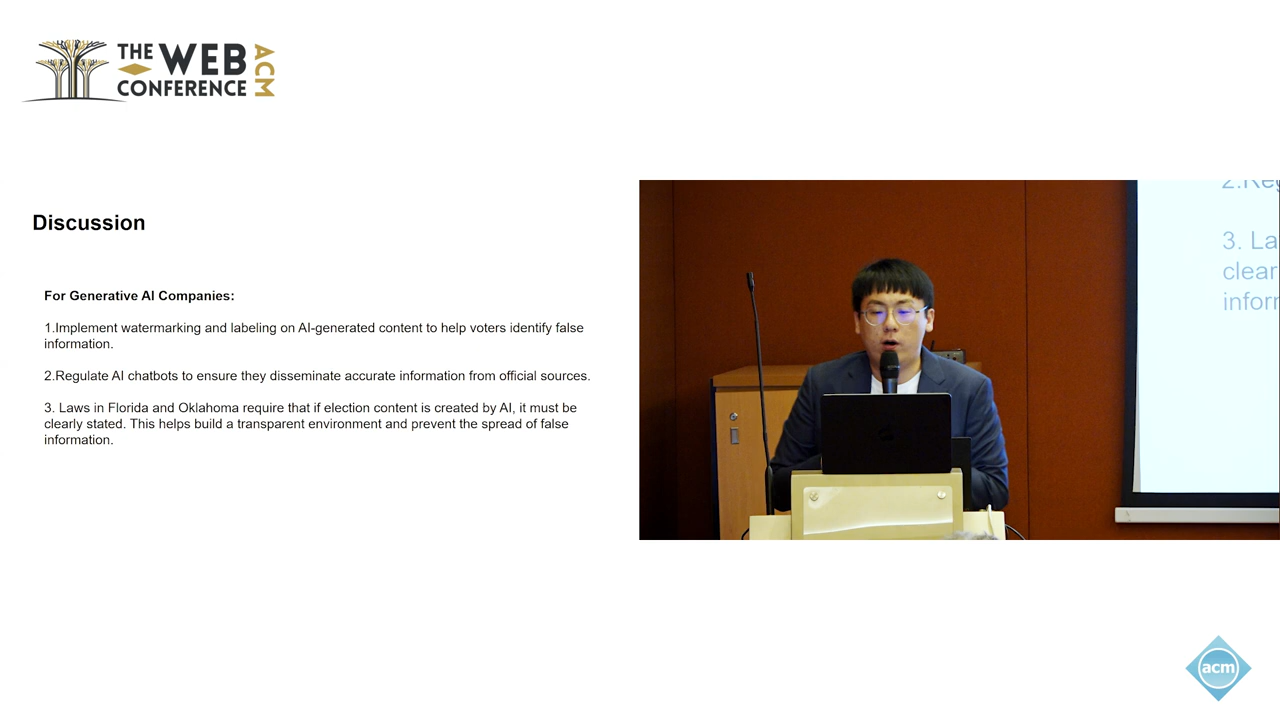 THE WEB
CONFERENCE
ACM
Discussion
For Generative AI Companies:
1.Implement watermarking and labeling on AI-generated content to help voters identify false
information.
2.Regulate AI chatbots to ensure they disseminate accurate information from official sources.
3. Laws in Florida and Oklahoma require that if election content is created by AI, it must be
clearly stated. This helps build a transparent environment and prevent the spread of false
information.
2.Reg
3. La
clear
infor
acm